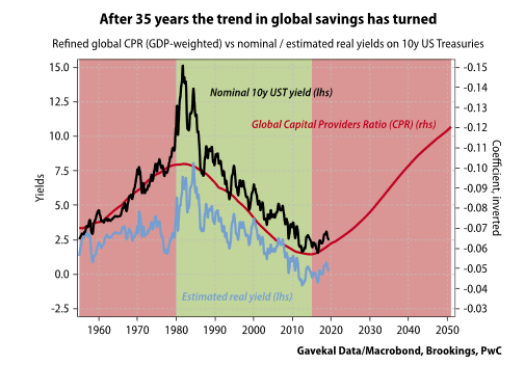 After 35 years the trend in global savings has turned
Refined global CPR (GDP-weighted) vs nominal / estimated real yields on 10y US Treasuries
15.0
12.5
10.0
7.5
5.0
2.5
0.0
-2.5
Yields
Nominal 10y UST yield (lhs)
Global Capital Providers Ratio (CPR) (rhs)
Estimated real yield (lhs)
-0.15
-0.14
-0.13
-0.12
-0.11
-0.10
-0.09
-0.08
-0.07
-0.06
-0.05
-0.04
-0.03
Coefficient, inverted
1960 1970 1980 1990 2000 2010 2020 2030 2040 2050
Gavekal Data/Macrobond, Brookings, PwC